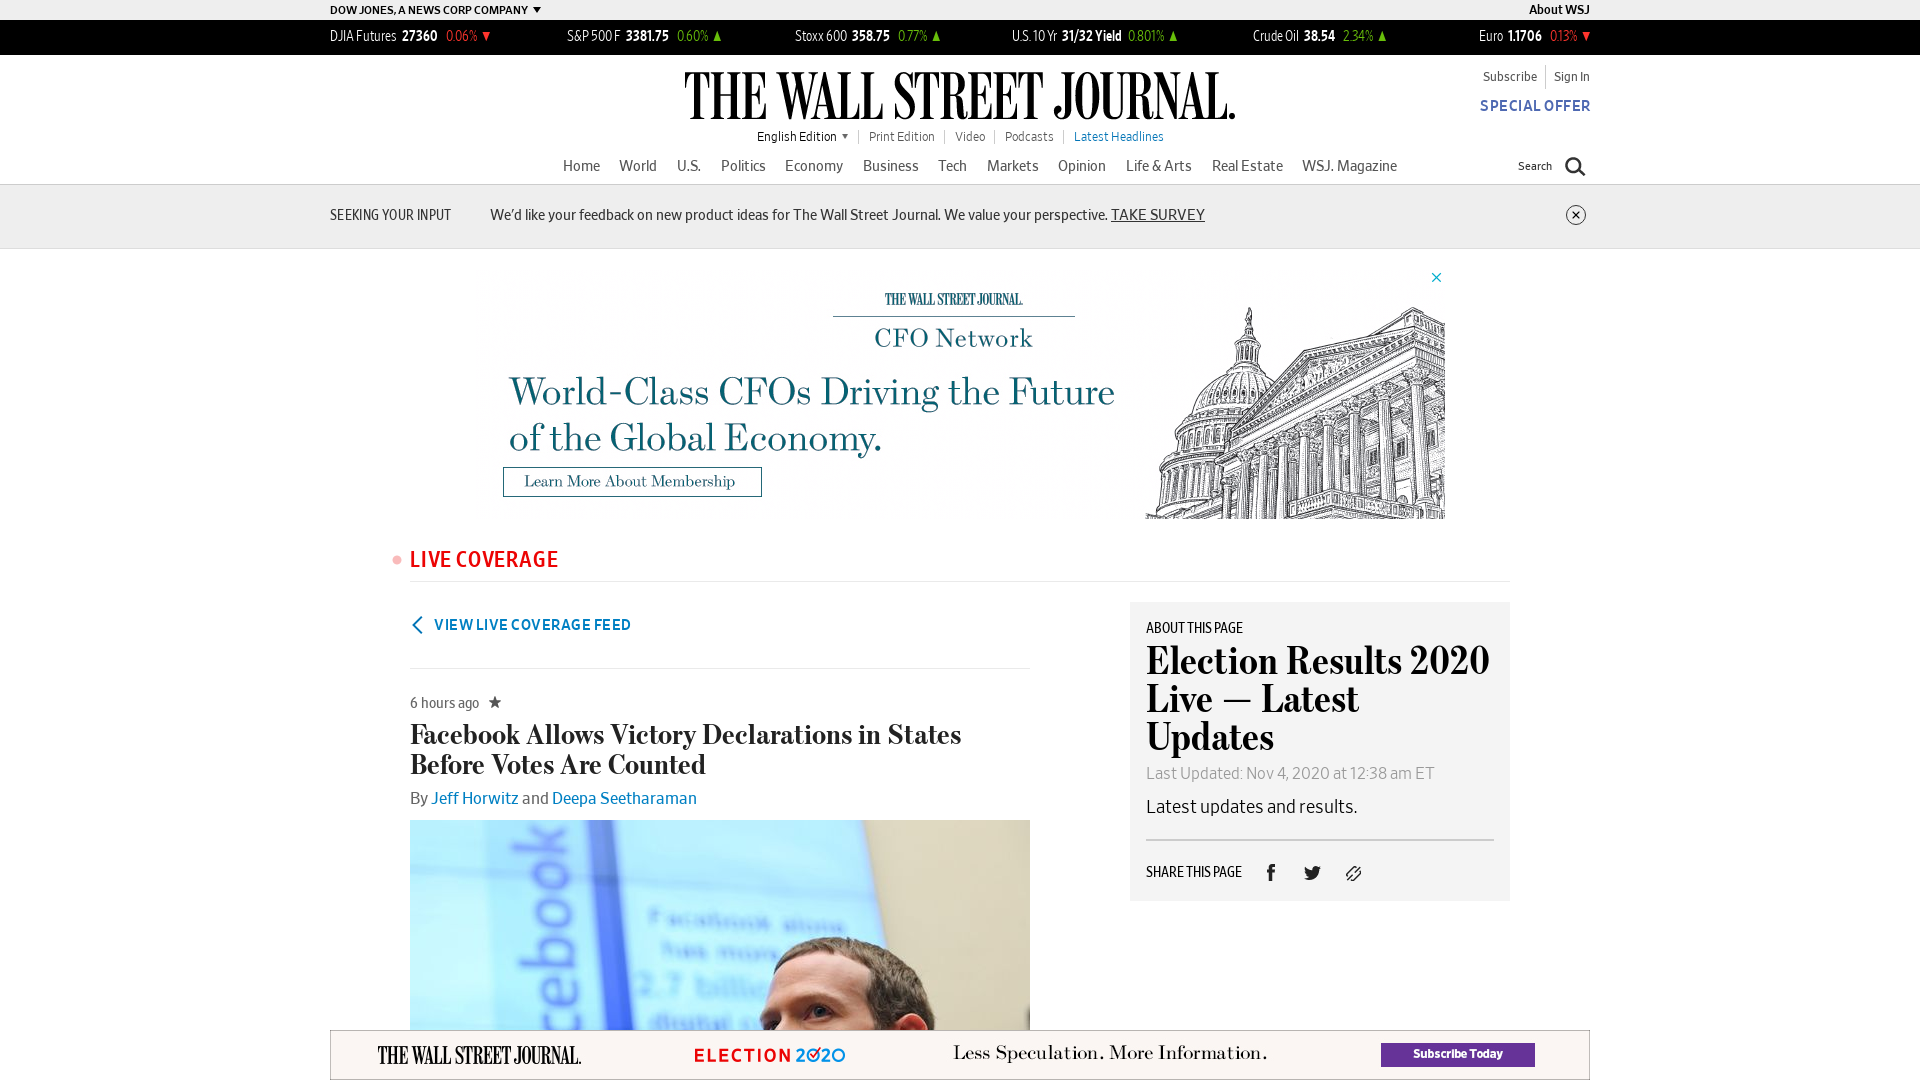 DOW JONES, A NEWS CORP COMPANY
About WSJ
DJIA Futures 27360 0.06%
S&P 500 F 3381.75 0.60%
Stoxx 600 358.75 0.77%
U.S. 10 Yr 31/32 Yield 0.801%
Crude Oil 38.54 2.34%
Euro 1.1706 0.13%
THE WALL STREET JOURNAL.
Subscribe
Sign In
SPECIAL OFFER
English Edition
Print Edition
Video
Podcasts
Latest Headlines
Home World U.S. Politics Economy Business Tech Markets Opinion Life & Arts Real Estate WSJ. Magazine
Search
SEEKING YOUR INPUT
We’d like your feedback on new product ideas for The Wall Street Journal. We value your perspective. TAKE SURVEY
THE WALL STREET JOURNAL.
CFO Network
World-Class CFOs Driving the Future
of the Global Economy.
Learn More About Membership
LIVE COVERAGE
VIEW LIVE COVERAGE FEED
6 hours ago
Facebook Allows Victory Declarations in States
Before Votes Are Counted
By Jeff Horwitz and Deepa Seetharaman
facebook
Facebook alone
has more
2.7 billion
digital
ABOUT THIS PAGE
Election Results 2020
Live — Latest
Updates
Last Updated: Nov 4, 2020 at 12:38 am ET
Latest updates and results.
SHARE THIS PAGE
THE WALL STREET JOURNAL.
ELECTION 2020
Less Speculation. More Information.
Subscribe Today